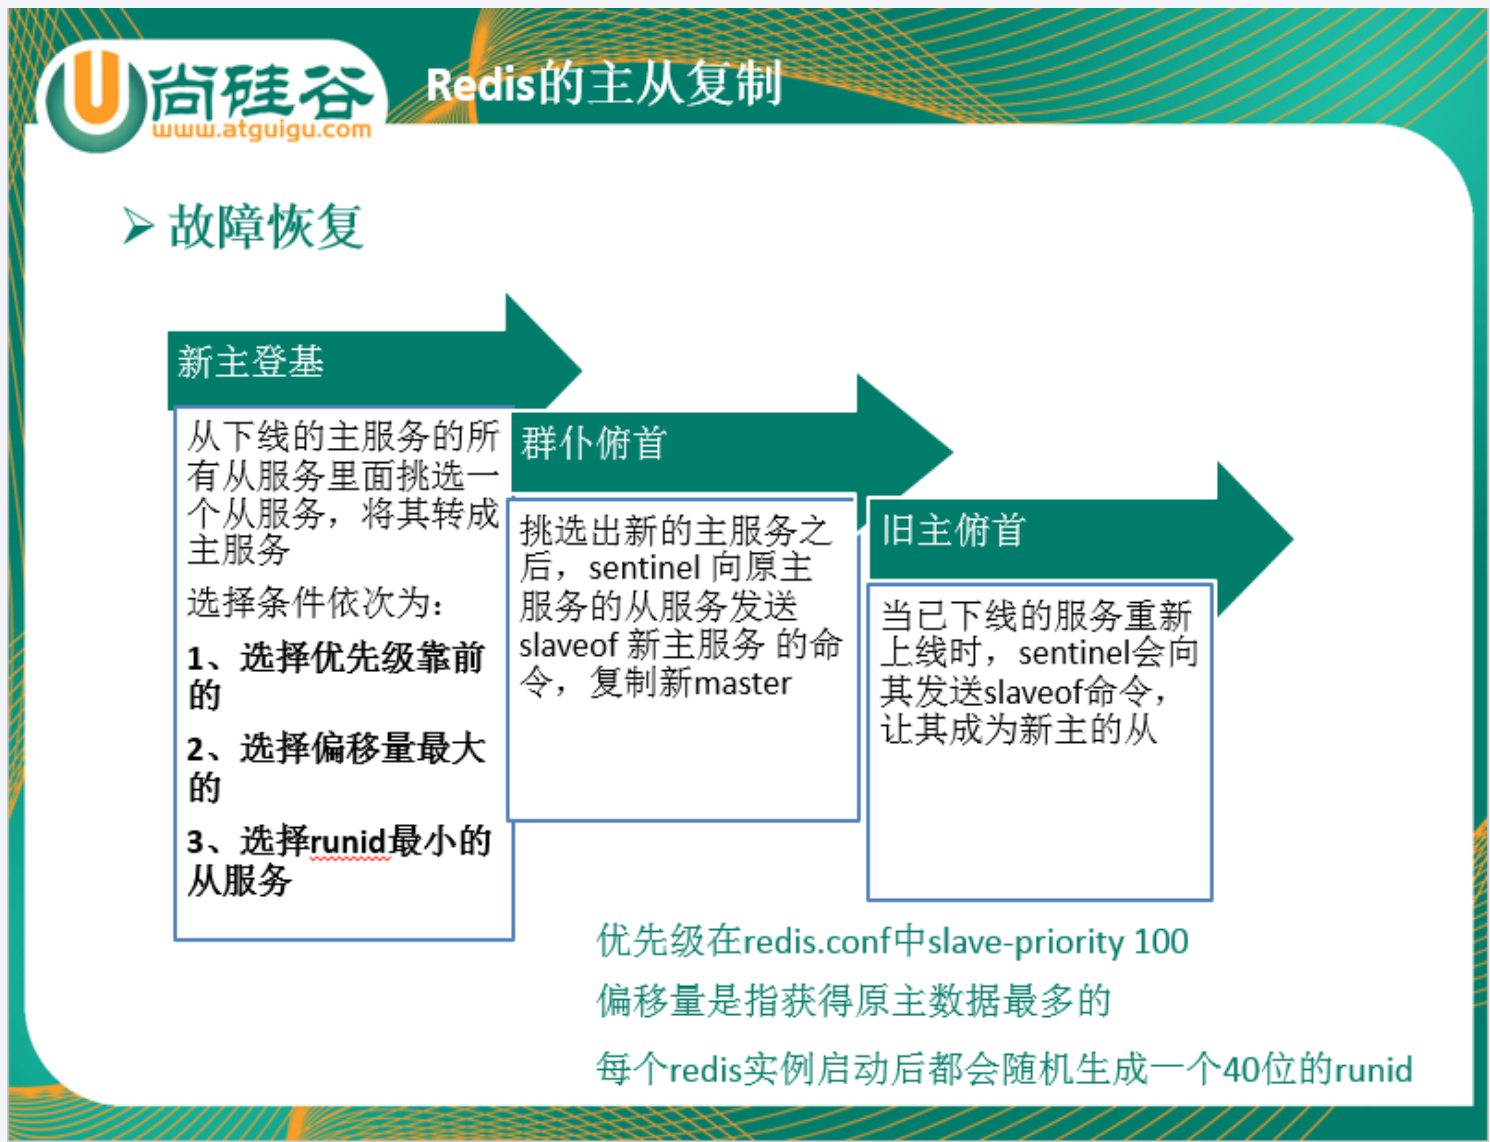 尚硅谷
www.atguigu.com
Redis的主从复制
故障恢复
新主登基
从下线的主服务的所
有从服务里面挑选一
个从服务，将其转成
主服务
选择条件依次为：
1、选择优先级靠前
的
2、选择偏移量最大
的
3、选择runid最小的
从服务
群仆俯首
挑选出新的主服务之
后，sentinel 向原主
服务的从服务发送
slaveof 新主服务 的命
令，复制新master
旧主俯首
当已下线的服务重新
上线时，sentinel会向
其发送slaveof命令，
让其成为新主的从
优先级在redis.conf中slave-priority 100
偏移量是指获得原主数据最多的
每个redis实例启动后都会随机生成一个40位的runid